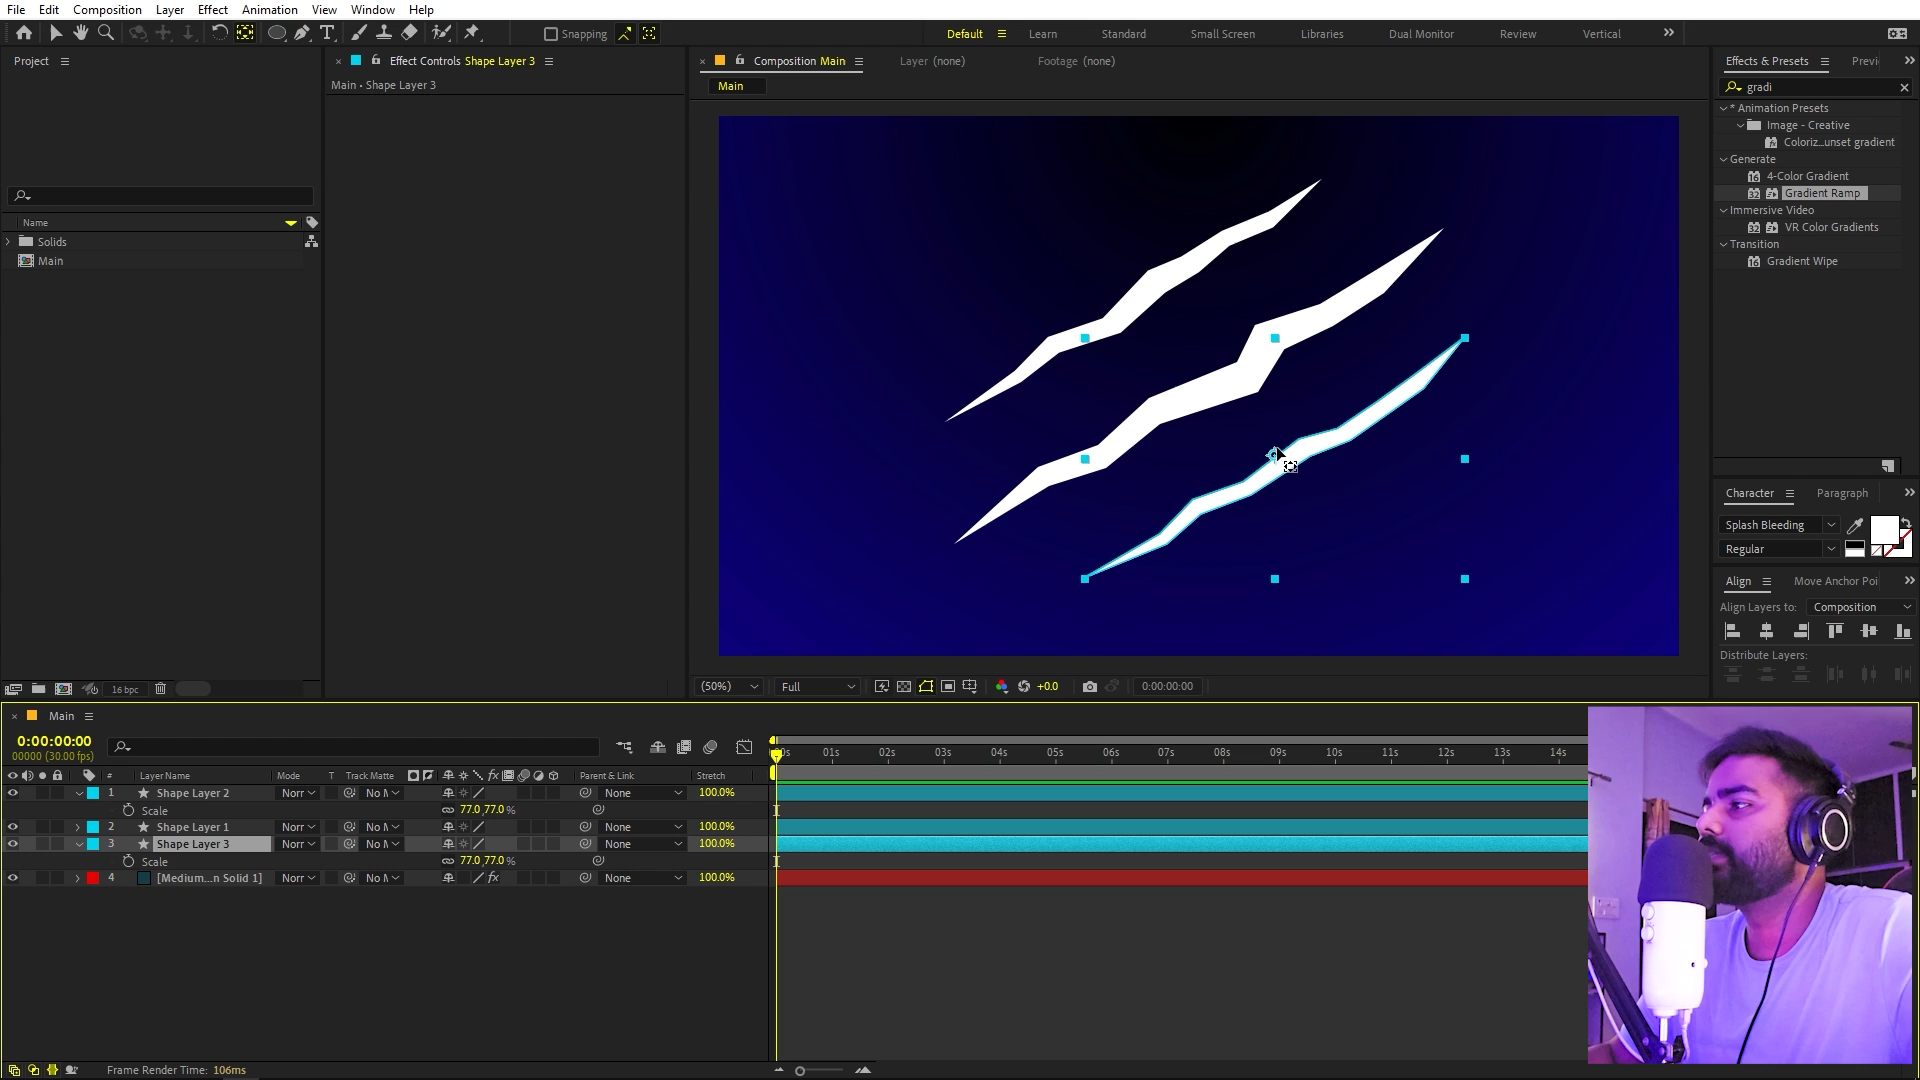 File Edit Composition Layer Effect Animation View Window Help
Snapping
Default Learn Standard Small Screen Libraries Dual Monitor Review Vertical
Project
Effect Controls Shape Layer 3
Main • Shape Layer 3
Composition Main
Layer (none)
Footage (none)
Main
Effects & Presets
Previ
gradi
* Animation Presets
Image - Creative
Coloriz...unset gradient
Generate
4-Color Gradient
Gradient Ramp
Immersive Video
VR Color Gradients
Transition
Gradient Wipe
Name
Solids
Main
16 bpc
Character
Paragraph
Splash Bleeding
Regular
Align
Move Anchor Poi
Align Layers to:
Composition
Distribute Layers:
(50%)
Full
+0.0
0:00:00:00
Main
0:00:00:00
00000 (30.00 fps)
01s 02s 03s 04s 05s 06s 07s 08s 09s 10s 11s 12s 13s 14s
# Layer Name Mode T Track Matte Parent & Link Stretch
1 Shape Layer 2 Norr No M None 100.0%
Scale 77.0,77.0 %
2 Shape Layer 1 Norr No M None 100.0%
3 Shape Layer 3 Norr No M None 100.0%
Scale 77.0,77.0 %
4 [Medium...n Solid 1] Norr No M None 100.0%
Frame Render Time: 106ms